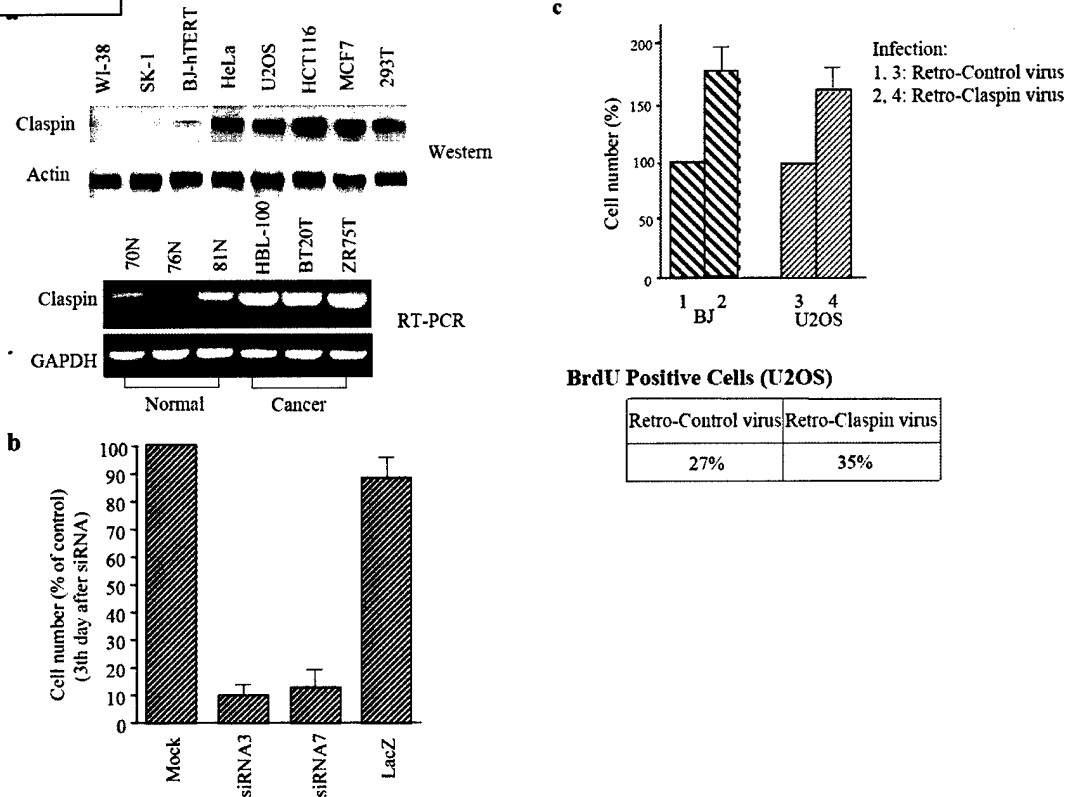 WI-38 SK-1 BJ-hTERT HeLa U2OS HCT116 MCF7 293T
Claspin
Actin
Western
70N 76N 81N HBL-100 BT20T ZR75T
Claspin
GAPDH
RT-PCR
Normal Cancer
b
Cell number (% of control)
(3th day after siRNA)
100
90
80
70
60
50
40
30
20
10
0
Mock siRNA3 siRNA7 LacZ
c
Cell number (%)
200
150
100
50
0
1 2 3 4
BJ U2OS
Infection:
1, 3: Retro-Control virus
2, 4: Retro-Claspin virus
BrdU Positive Cells (U2OS)
Retro-Control virus Retro-Claspin virus
27% 35%